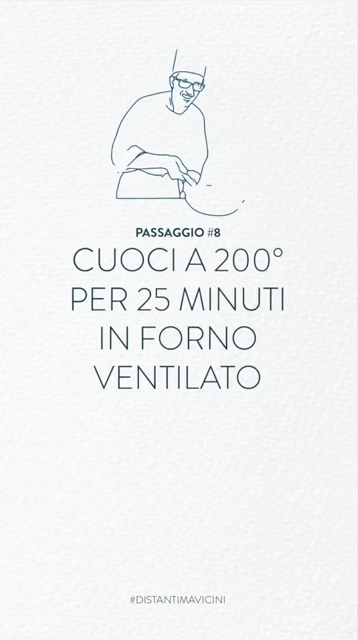 PASSAGGIO #8
CUOCI A 200°
PER 25 MINUTI
IN FORNO
VENTILATO
#DISTANTIMAVICINI